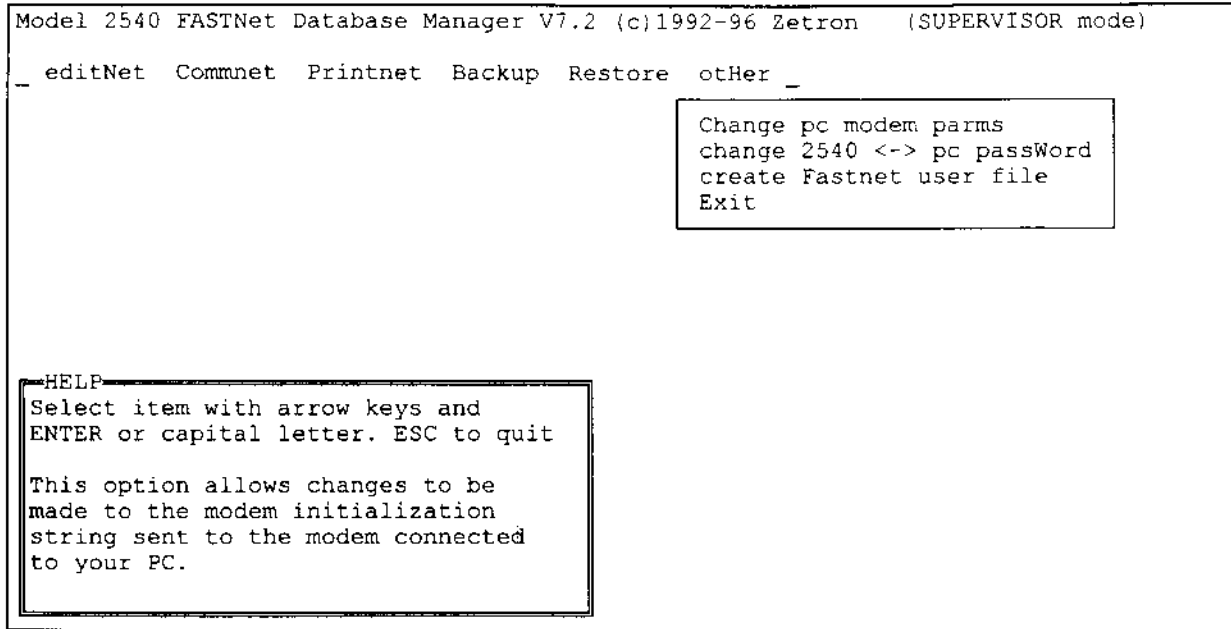 Model 2540 FASTNet Database Manager V7.2 (c)1992-96 Zetron (SUPERVISOR mode)
_ editNet Commnet Printnet Backup Restore otHer _
Change pc modem parms
change 2540 <-> pc passWord
create Fastnet user file
Exit
HELP
Select item with arrow keys and
ENTER or capital letter. ESC to quit
This option allows changes to be
made to the modem initialization
string sent to the modem connected
to your PC.